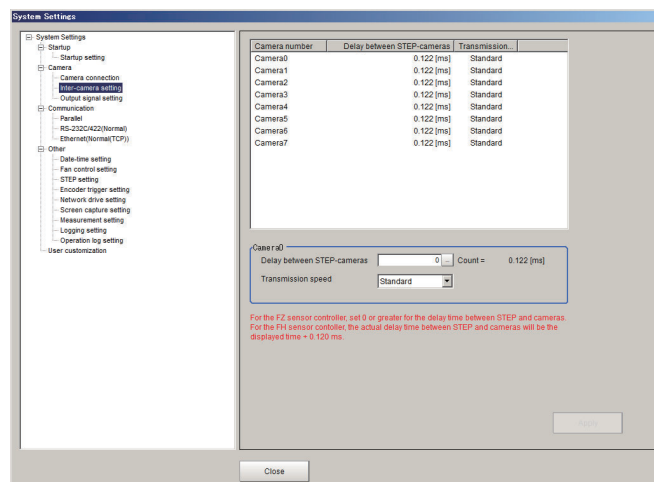 System Settings
System Settings
Startup
Startup setting
Camera
Camera connection
Inter-camera setting
Output signal setting
Communication
Parallel
RS-232C/422(Normal)
Ethernet(Normal(TCP))
Other
Date-time setting
Fan control setting
STEP setting
Encoder trigger setting
Network drive setting
Screen capture setting
Measurement setting
Logging setting
Operation log setting
User customization
Camera number Delay between STEP-cameras Transmission...
Camera0 0.122 [ms] Standard
Camera1 0.122 [ms] Standard
Camera2 0.122 [ms] Standard
Camera3 0.122 [ms] Standard
Camera4 0.122 [ms] Standard
Camera5 0.122 [ms] Standard
Camera6 0.122 [ms] Standard
Camera7 0.122 [ms] Standard
Camera0
Delay between STEP-cameras 0 ... Count = 0.122 [ms]
Transmission speed Standard
For the FZ sensor controller, set 0 or greater for the delay time between STEP and cameras.
For the FH sensor contoller, the actual delay time between STEP and cameras will be the
displayed time + 0.120 ms.
Apply
Close